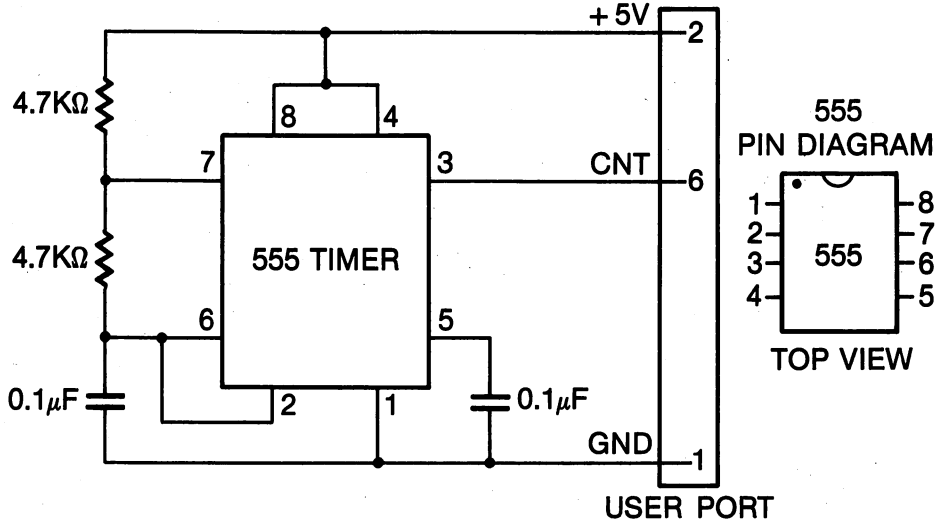 +5V
2
4.7KΩ
8
4
7
3
CNT
6
555
PIN DIAGRAM
1
2
3
4
8
7
6
5
555
TOP VIEW
4.7KΩ
555 TIMER
6
5
0.1μF
2
1
0.1μF
GND
1
USER PORT